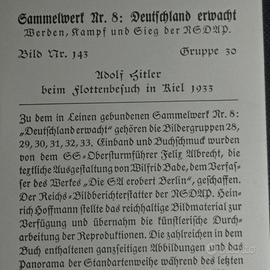 Sammelwerk Nr. 8: Deutschland erwacht
Werden, Kampf und Sieg der NSDAP.
Bild Nr. 143 Gruppe 30
Adolf Hitler
beim Flottenbesuch in Kiel 1933
Zu dem in Leinen gebundenen Sammelwerk Nr. 8:
„Deutschland erwacht“ gehören die Bildergruppen 28,
29, 30, 31, 32, 33. Einband und Buchschmuck wurden
von dem SS-Obersturmführer Felix Albrecht, die
textliche Ausgestaltung von Wilfrid Bade, dem Verfas-
ser des Werkes „Die SA erobert Berlin“, geschaffen.
Der Reichs-Bildberichterstatter der NSDAP. Hein-
rich Hoffmann stellte das reichhaltige Bildmaterial zur
Verfügung und übernahm die künstlerische Durch-
arbeitung der Reproduktionen. Die zahlreichen in dem
Buch enthaltenen ganzseitigen Abbildungen und das
Panorama der Standartenweihe während des letzten